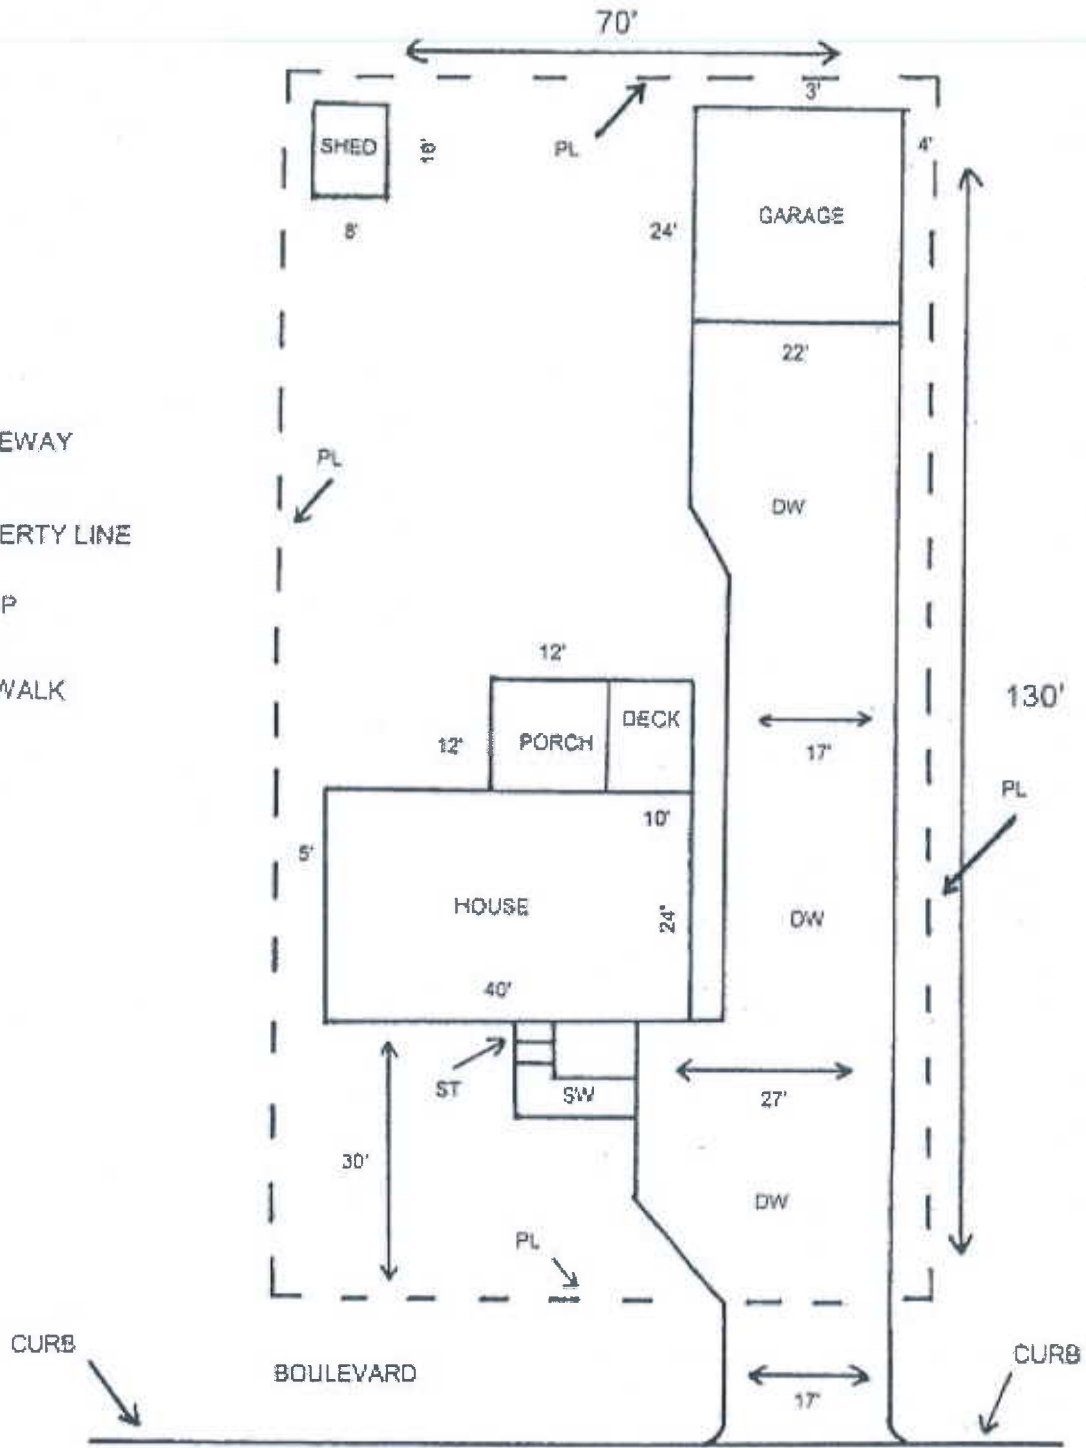 70'
3'
SHED
PL
4'
GARAGE
24'
8'
22'
EWAY
PL
DW
ERTY LINE
P
12'
WALK
130'
DECK
12'
PORCH
17'
PL
10'
5'
HOUSE
24"
DW
40'
ST
SW
27'
30'
DW
PL
CURB
CURB
BOULEVARD
17'